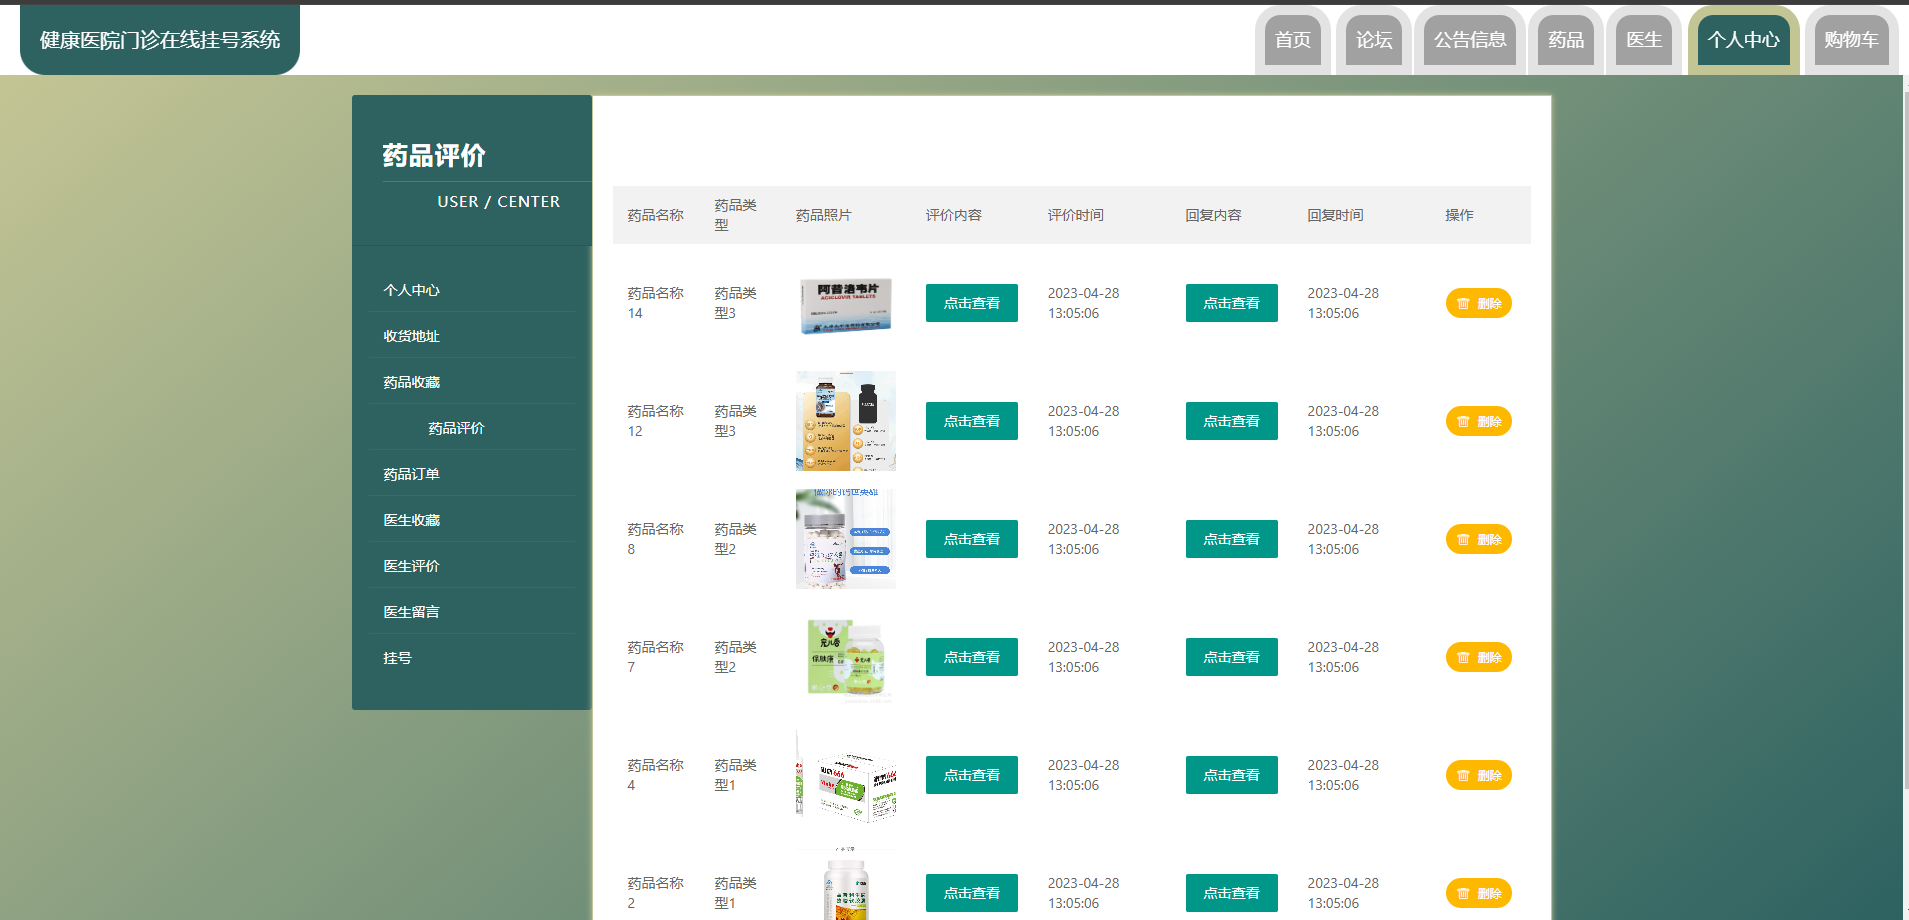 健康医院门诊在线挂号系统
首页
论坛
公告信息
药品
医生
个人中心
购物车
药品评价
USER / CENTER
个人中心
收货地址
药品收藏
药品评价
药品订单
医生收藏
医生评价
医生留言
挂号
药品名称
药品类
型
药品照片
评价内容
评价时间
回复内容
回复时间
操作
药品名称
14
药品类
型3
阿昔洛韦片
ACICLOVIR TABLETS
点击查看
2023-04-28
13:05:06
点击查看
2023-04-28
13:05:06
删除
药品名称
12
药品类
型3
点击查看
2023-04-28
13:05:06
点击查看
2023-04-28
13:05:06
删除
药品名称
8
药品类
型2
点击查看
2023-04-28
13:05:06
点击查看
2023-04-28
13:05:06
删除
药品名称
7
药品类
型2
点击查看
2023-04-28
13:05:06
点击查看
2023-04-28
13:05:06
删除
药品名称
4
药品类
型1
点击查看
2023-04-28
13:05:06
点击查看
2023-04-28
13:05:06
删除
药品名称
2
药品类
型1
点击查看
2023-04-28
13:05:06
点击查看
2023-04-28
13:05:06
删除